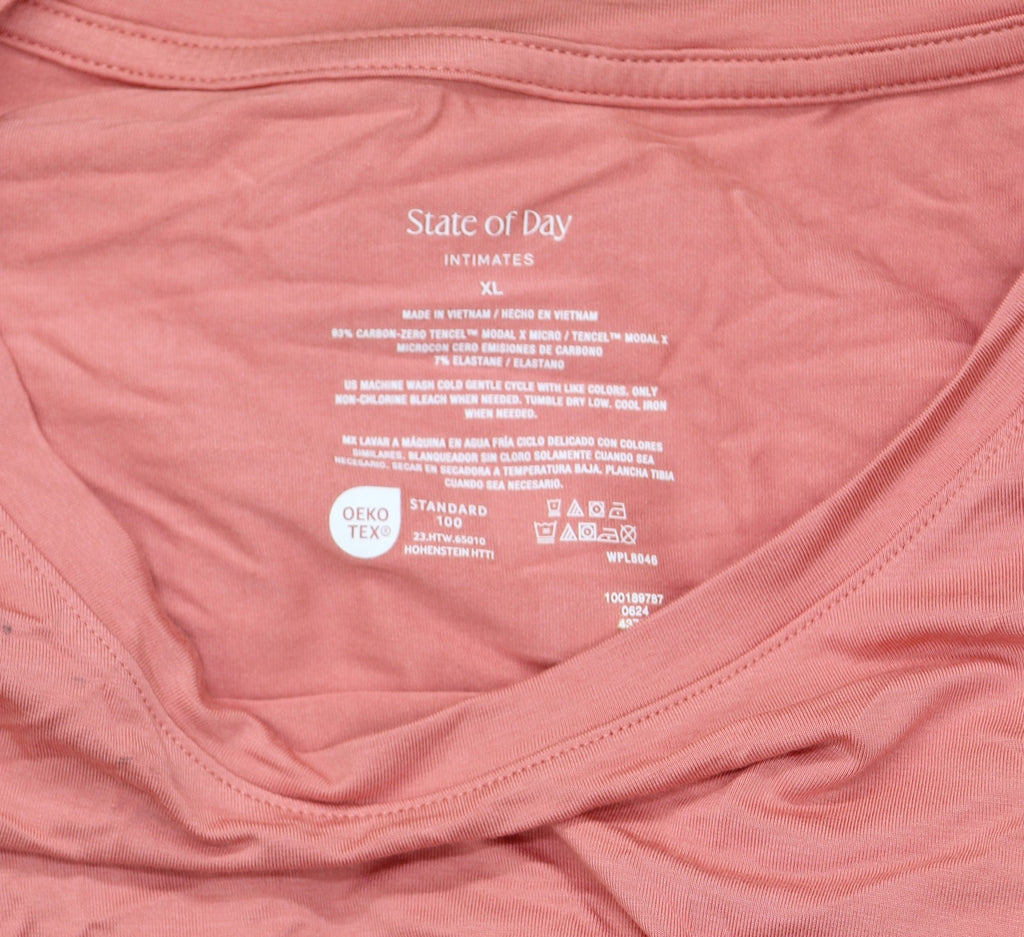 State of Day
INTIMATES
XL
MADE IN VIETNAM / HECHO EN VIETNAM
93% CARBON-ZERO TENCEL™ MODAL X MICRO / TENCEL™ MODAL X
MICROCON CERO EMISIONES DE CARBONO
7% ELASTANE / ELASTANO
US MACHINE WASH COLD GENTLE CYCLE WITH LIKE COLORS. ONLY
NON-CHLORINE BLEACH WHEN NEEDED. TUMBLE DRY LOW. COOL IRON
WHEN NEEDED.
MX LAVAR A MÁQUINA EN AGUA FRÍA CICLO DELICADO CON COLORES
SIMILARES. BLANQUEADOR SIN CLORO SOLAMENTE CUANDO SEA
NECESARIO. SECAR EN SECADORA A TEMPERATURA BAJA. PLANCHA TIBIA
CUANDO SEA NECESARIO.
OEKO
TEX®
STANDARD
100
23.HTW.65010
HOHENSTEIN HTTI
WPL8046
100189787
0624